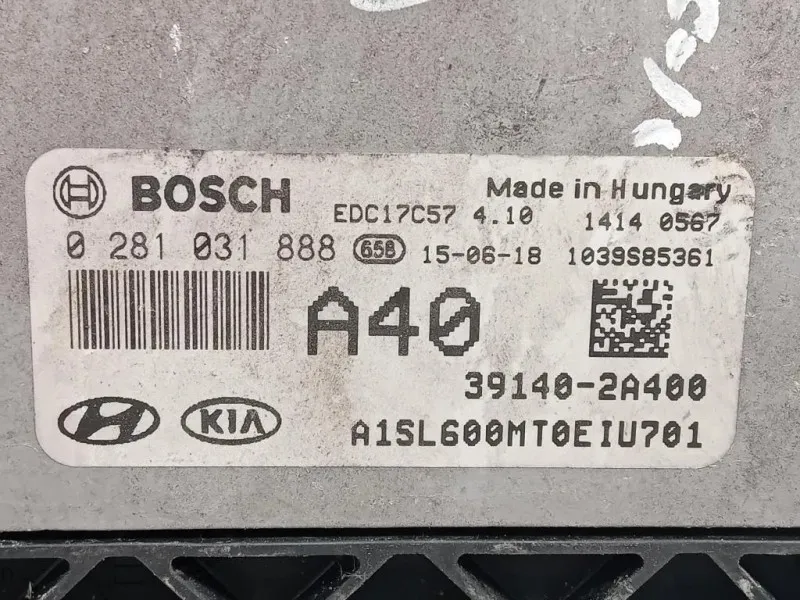 BOSCH EDC17C57 4.10 Made in Hungary
1414 0567
0 281 031 888 658 15-06-18 1039S85361
A40
39140-2A400
H KIA A1SL600MT0EIU701